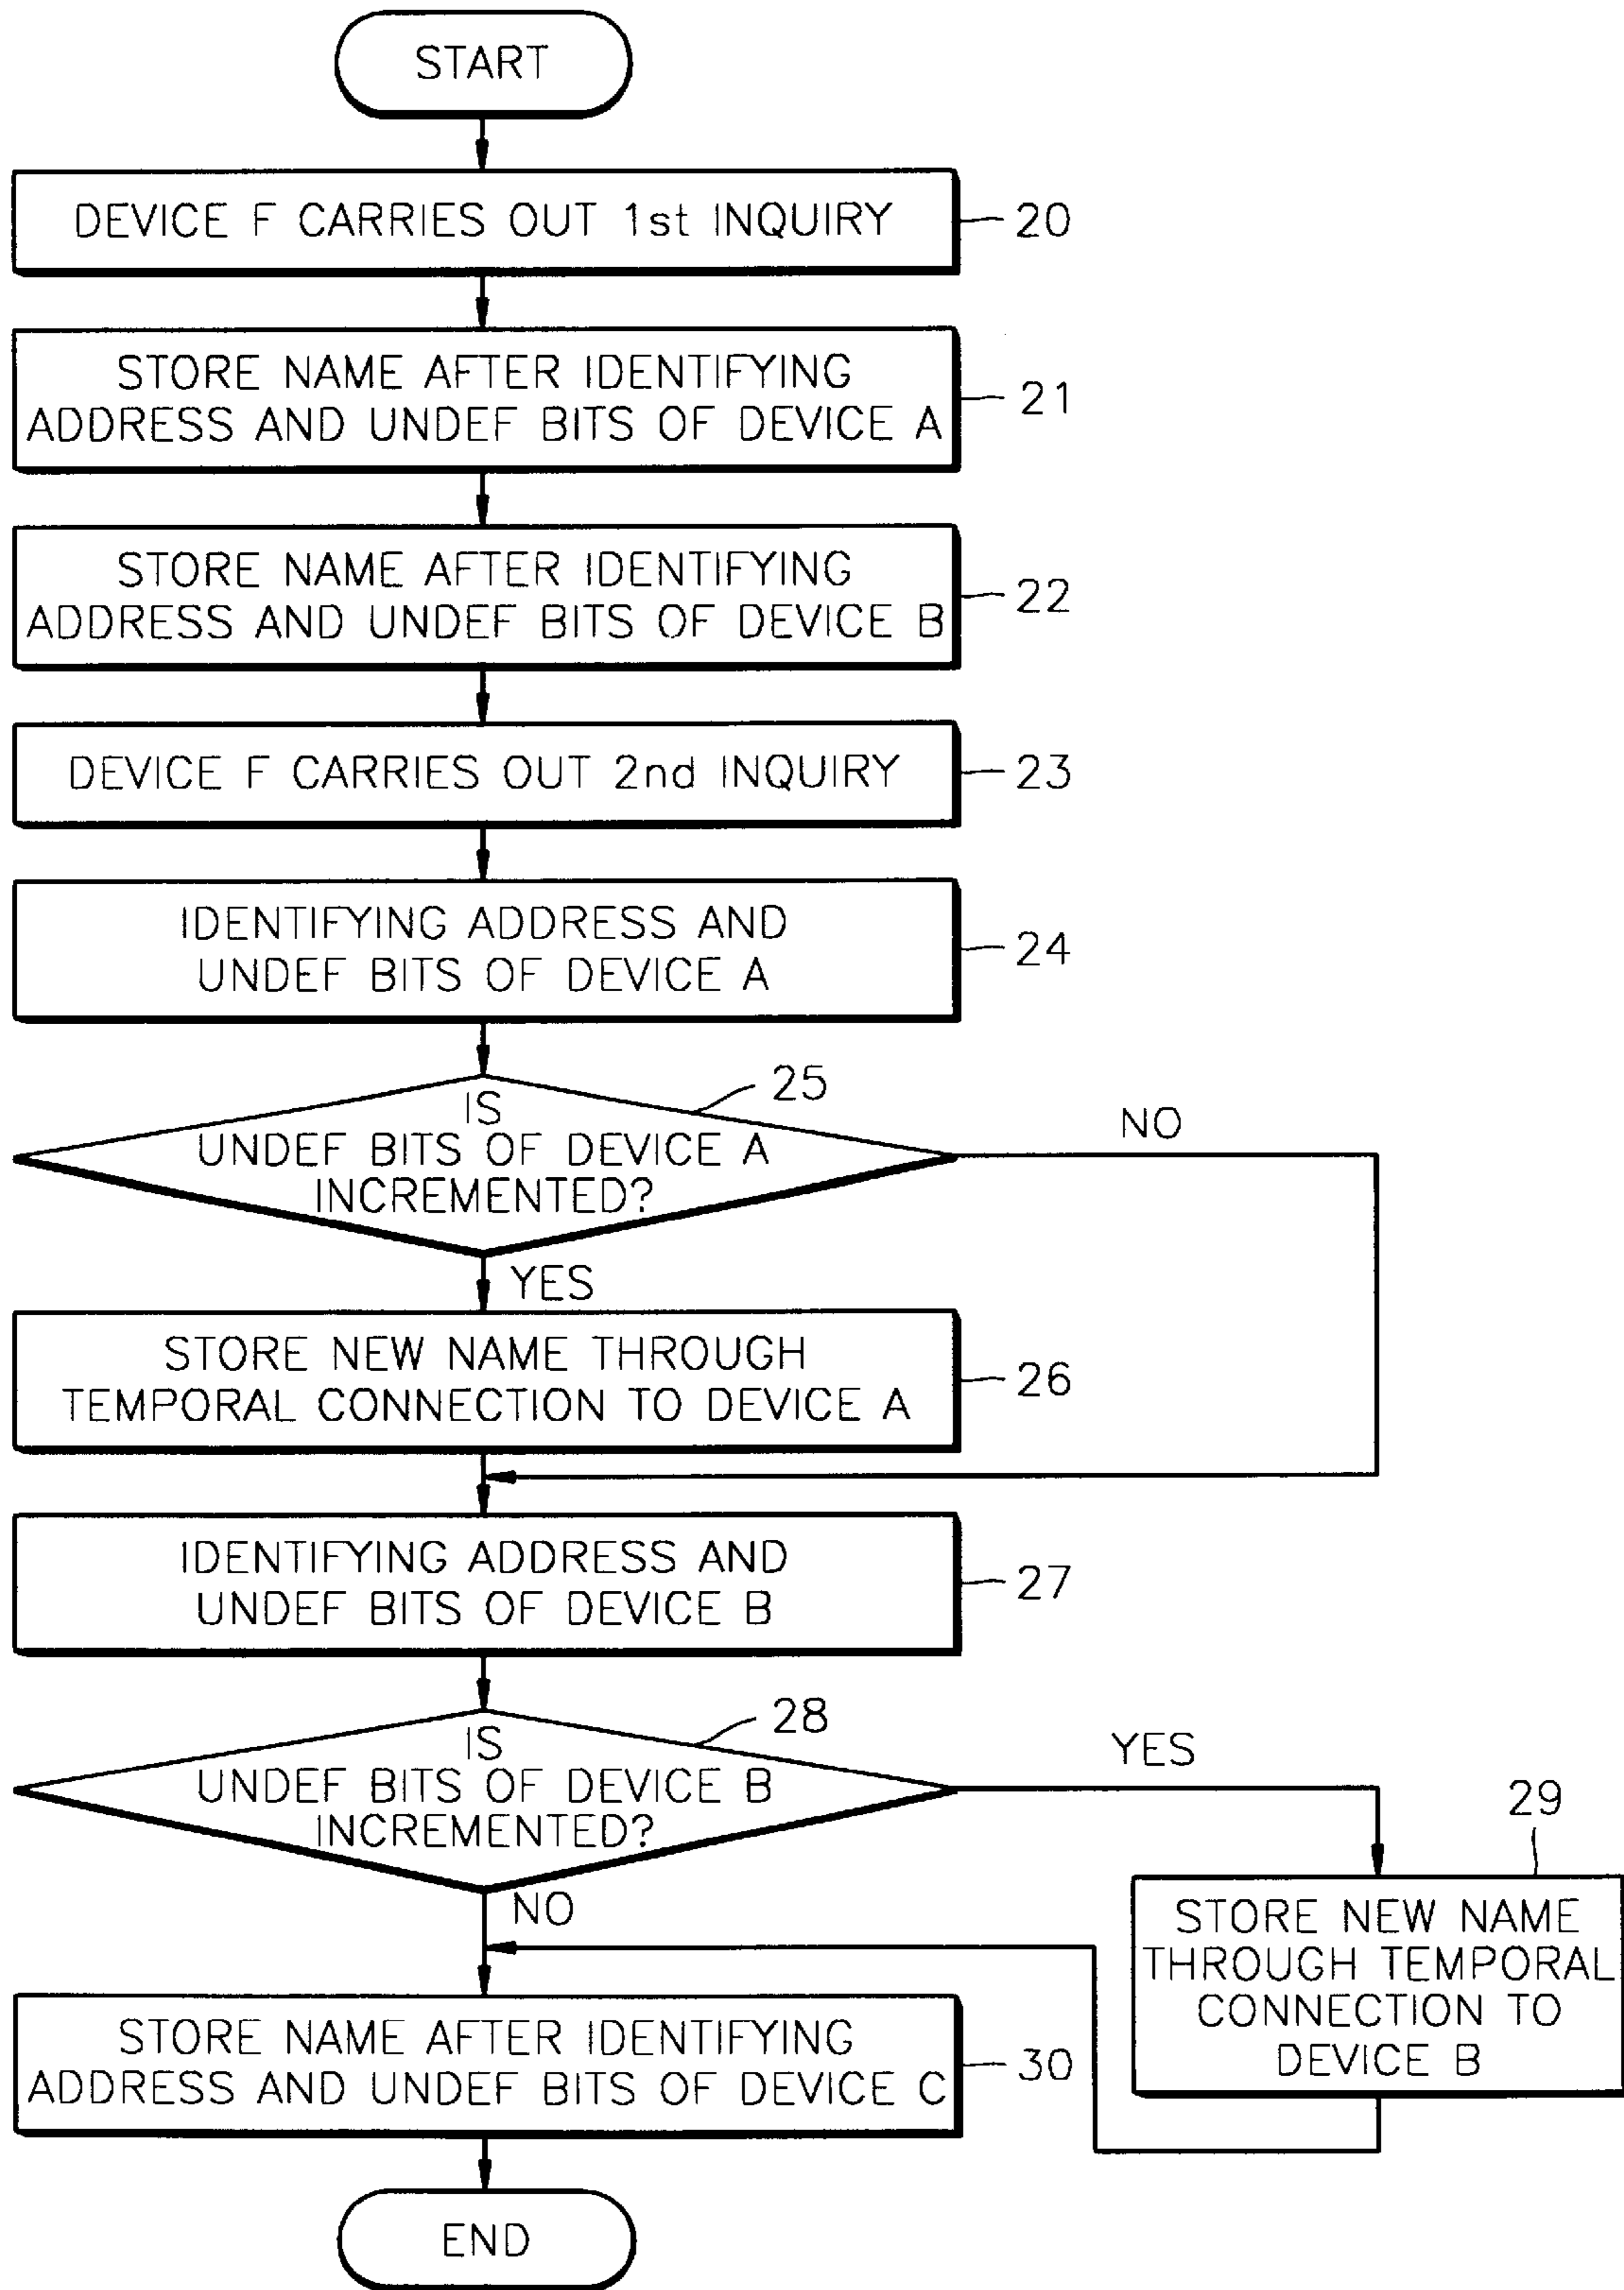 START
DEVICE F CARRIES OUT 1st INQUIRY
20
STORE NAME AFTER IDENTIFYING
ADDRESS AND UNDEF BITS OF DEVICE A
21
STORE NAME AFTER IDENTIFYING
ADDRESS AND UNDEF BITS OF DEVICE B
22
DEVICE F CARRIES OUT 2nd INQUIRY
23
IDENTIFYING ADDRESS AND
UNDEF BITS OF DEVICE A
24
25
IS
UNDEF BITS OF DEVICE A
INCREMENTED?
NO
YES
STORE NEW NAME THROUGH
TEMPORAL CONNECTION TO DEVICE A
26
IDENTIFYING ADDRESS AND
UNDEF BITS OF DEVICE B
27
28
IS
UNDEF BITS OF DEVICE B
INCREMENTED?
YES
NO
29
STORE NEW NAME
THROUGH TEMPORAL
CONNECTION TO
DEVICE B
STORE NAME AFTER IDENTIFYING
ADDRESS AND UNDEF BITS OF DEVICE C
30
END